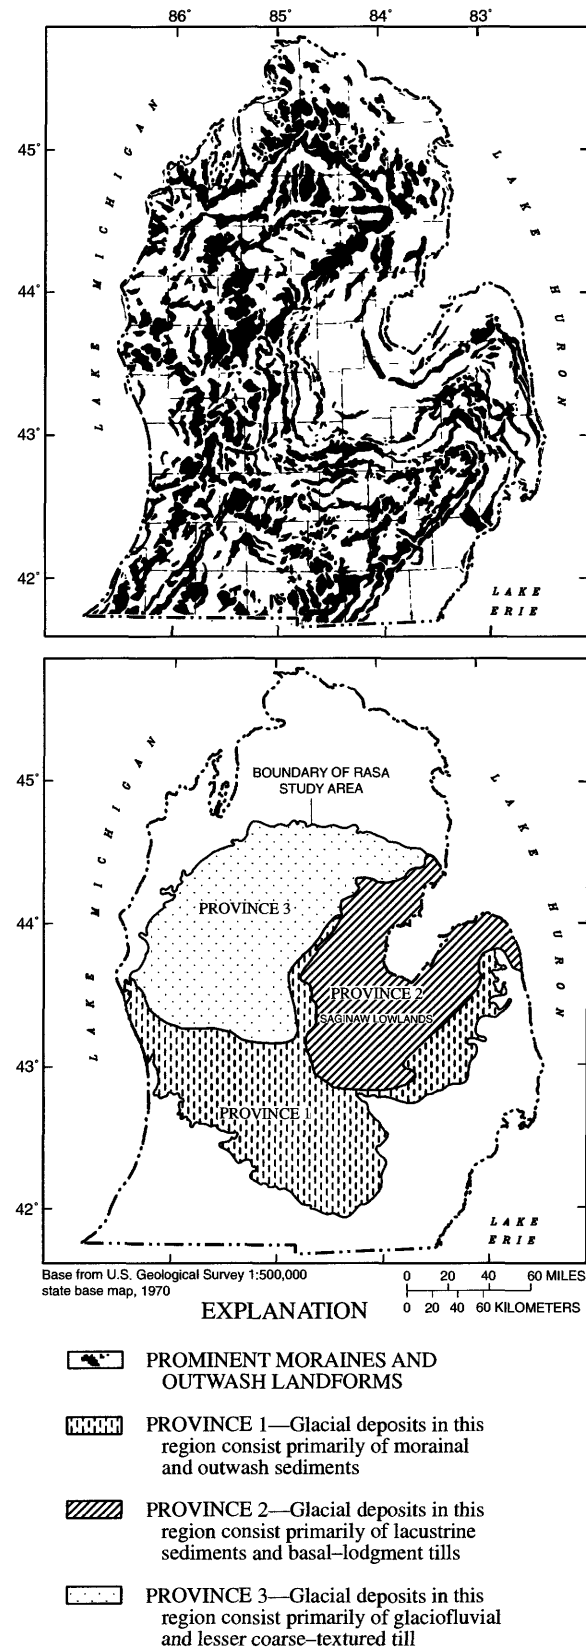 86° 85° 84° 83°
45°
44°
43°
42°
LAKE MICHIGAN
LAKE HURON
LAKE
ERIE
BOUNDARY OF RASA
STUDY AREA
45°
44°
43°
42°
LAKE MICHIGAN
LAKE HURON
PROVINCE 3
PROVINCE 2
SAGINAW LOWLANDS
PROVINCE 1
LAKE
ERIE
Base from U.S. Geological Survey 1:500,000
state base map, 1970
0 20 40 60 MILES
0 20 40 60 KILOMETERS
EXPLANATION
PROMINENT MORAINES AND
OUTWASH LANDFORMS
PROVINCE 1—Glacial deposits in this
region consist primarily of morainal
and outwash sediments
PROVINCE 2—Glacial deposits in this
region consist primarily of lacustrine
sediments and basal–lodgment tills
PROVINCE 3—Glacial deposits in this
region consist primarily of glaciofluvial
and lesser coarse–textured till